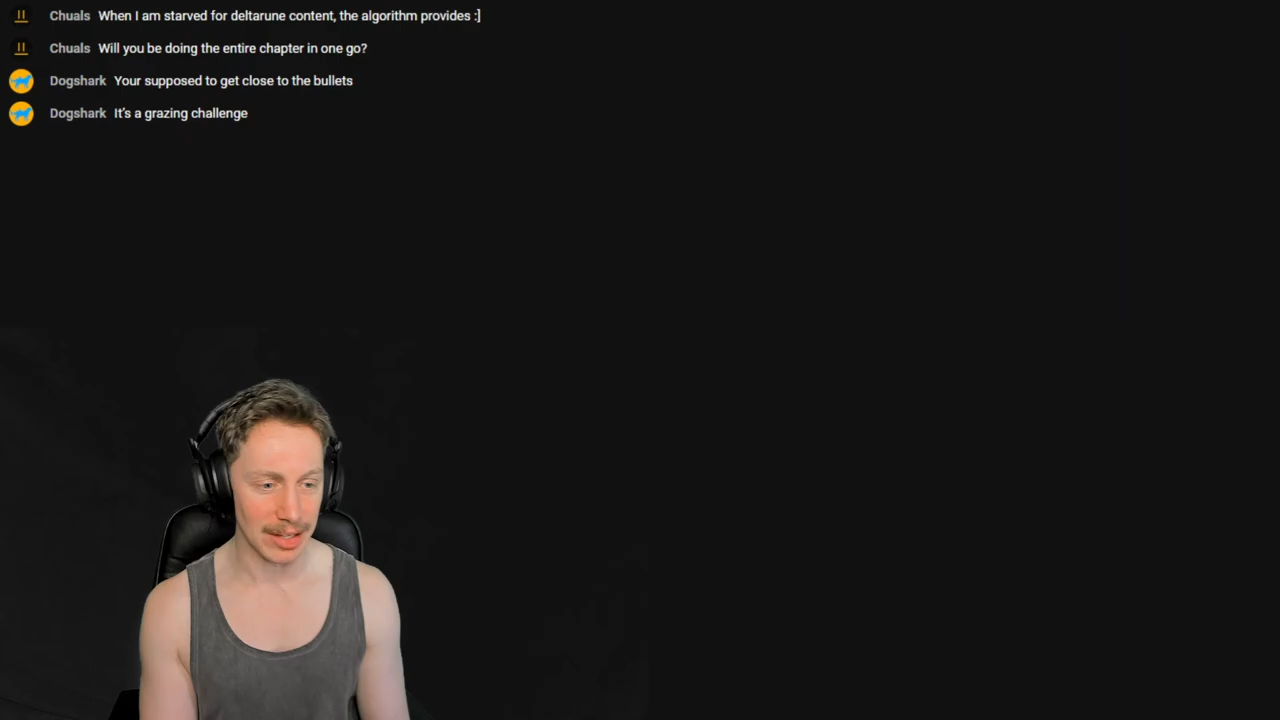 Chuals When I am starved for deltarune content, the algorithm provides :]
Chuals Will you be doing the entire chapter in one go?
Dogshark Your supposed to get close to the bullets
Dogshark It's a grazing challenge